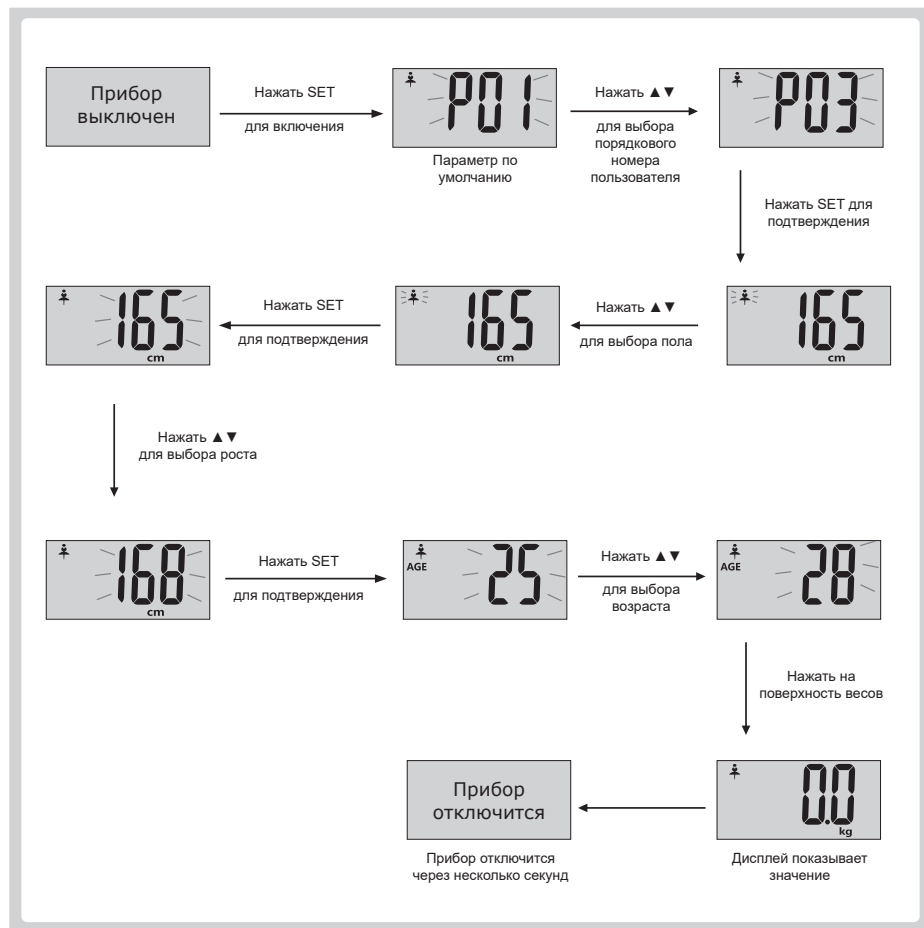 Прибор
выключен
Нажать SET
для включения
P01
Параметр по
умолчанию
Нажать ▲▼
для выбора
порядкового
номера
пользователя
P03
Нажать SET для
подтверждения
165
cm
Нажать ▲▼
для выбора пола
165
cm
Нажать SET
для подтверждения
165
cm
Нажать ▲▼
для выбора роста
168
cm
Нажать SET
для подтверждения
AGE
25
Нажать ▲▼
для выбора
возраста
AGE
28
Нажать на
поверхность весов
0.0
kg
Дисплей показывает
значение
Прибор
отключится
Прибор отключится
через несколько секунд